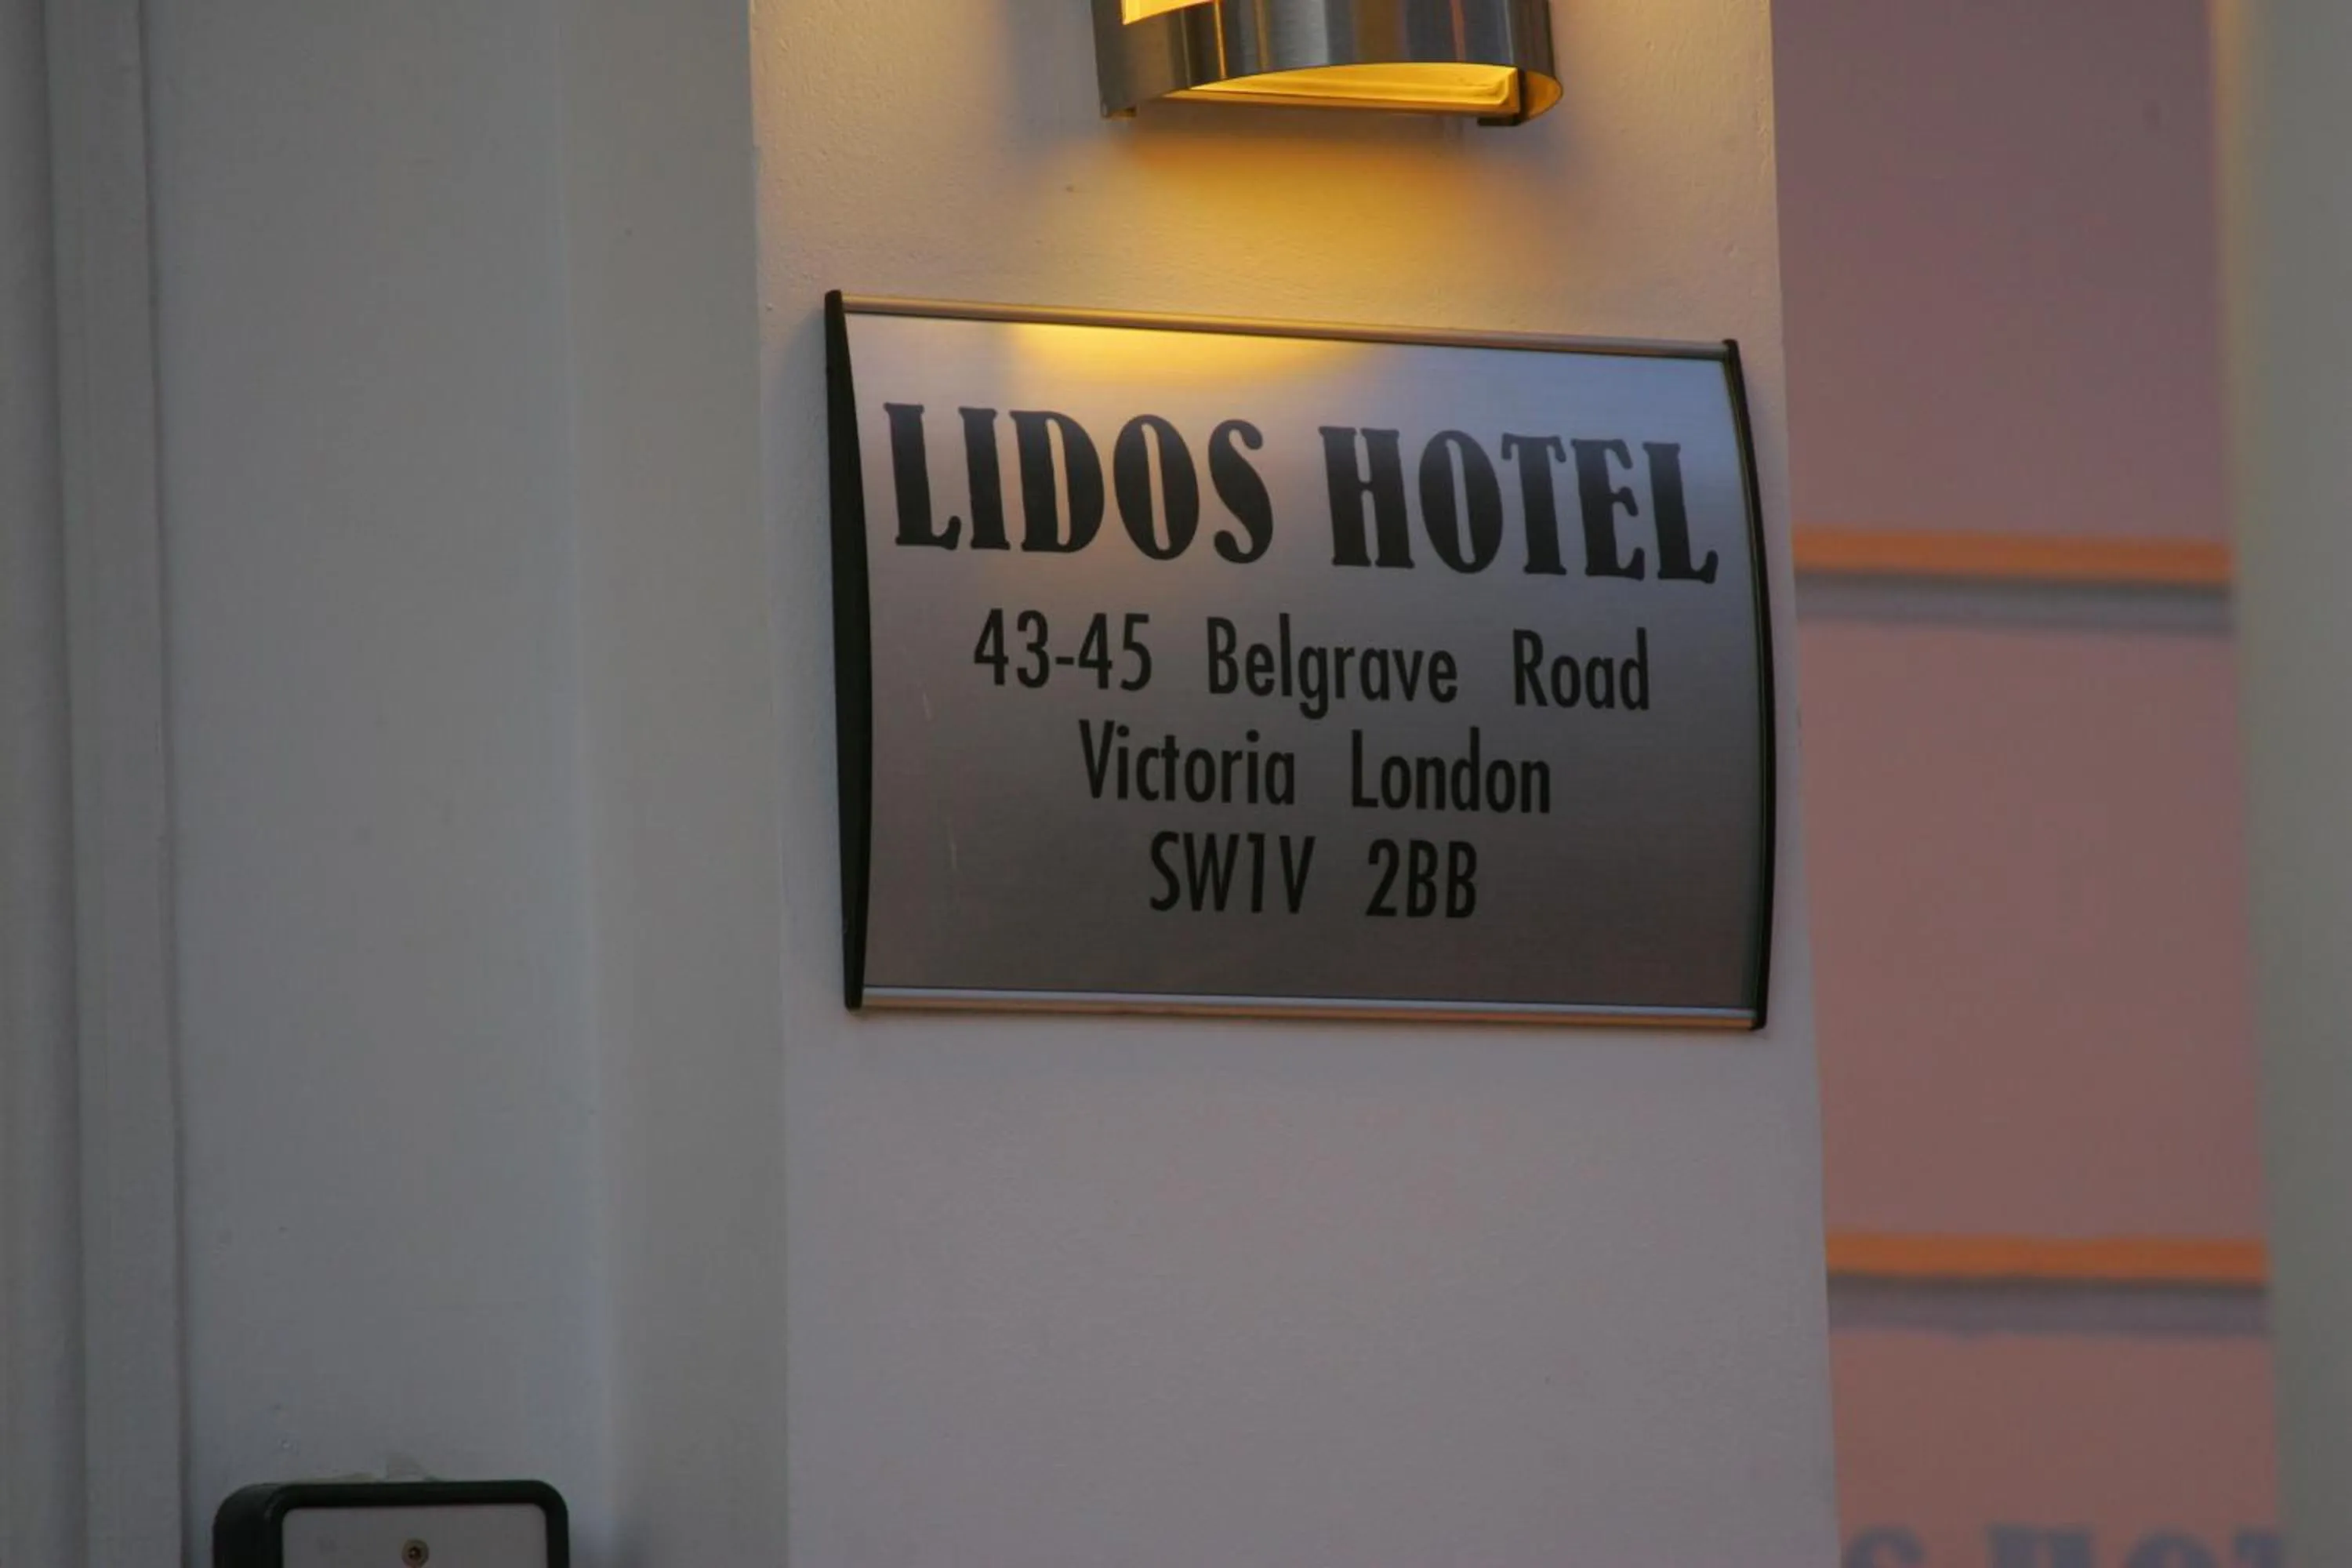 LIDOS HOTEL
43-45 Belgrave Road
Victoria London
SW1V 2BB